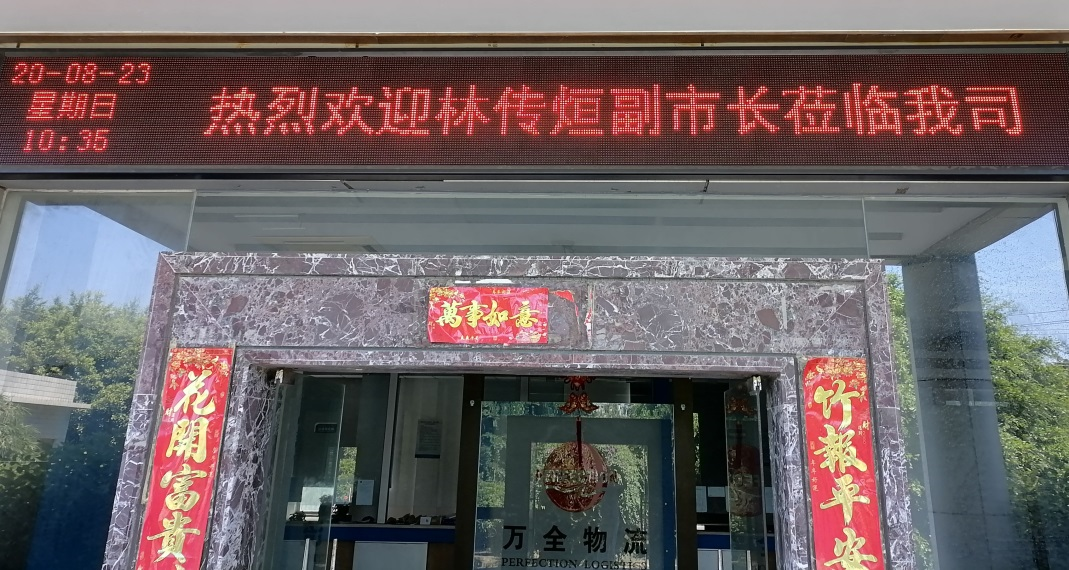 20-08-23
星期日
10:35
热烈欢迎林传烜副市长莅临我司
萬事如意
花開富貴
竹報平安
万全物流
PERFECTION LOGISTICS